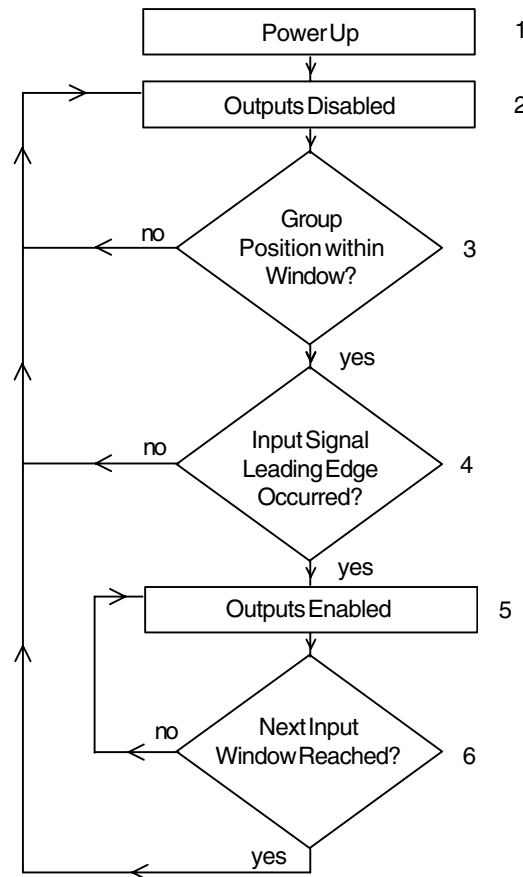 Power Up
1
Outputs Disabled
2
Group
Position within
Window?
no
3
yes
Input Signal
Leading Edge
Occurred?
no
4
yes
Outputs Enabled
5
Next Input
Window Reached?
no
6
yes